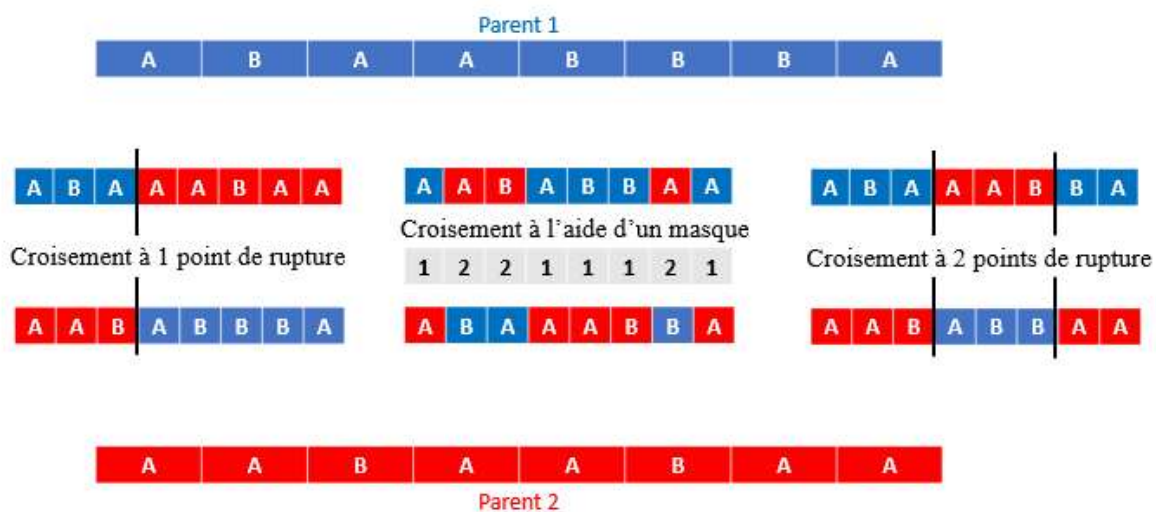 Parent 1
A B A A B B B A
A B A A A B A A
A A B A B B A A
A B A A A B B A
Croisement à 1 point de rupture
Croisement à l'aide d'un masque
1 2 2 1 1 1 2 1
Croisement à 2 points de rupture
A A B A B B B A
A B A A A B B A
A A B A B B A A
A A B A A B A A
Parent 2